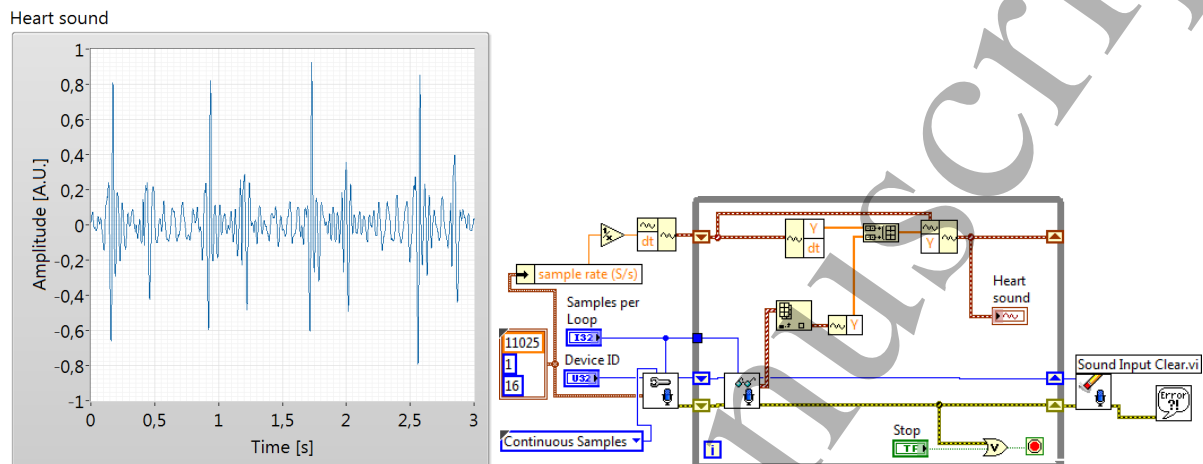 Heart sound
1
0,8
0,6
0,4
0,2
0
-0,2
-0,4
-0,6
-0,8
-1
Amplitude [A.U.]
0
0,5
1
1,5
2
2,5
3
Time [s]
1
x
dt
sample rate (S/s)
Samples per
Loop
I32
Device ID
U32
11025
1
16
Continuous Samples
Y
dt
Y
Y
Heart
sound
Stop
TF
i
V
Sound Input Clear.vi
Error
?!
nuscrip